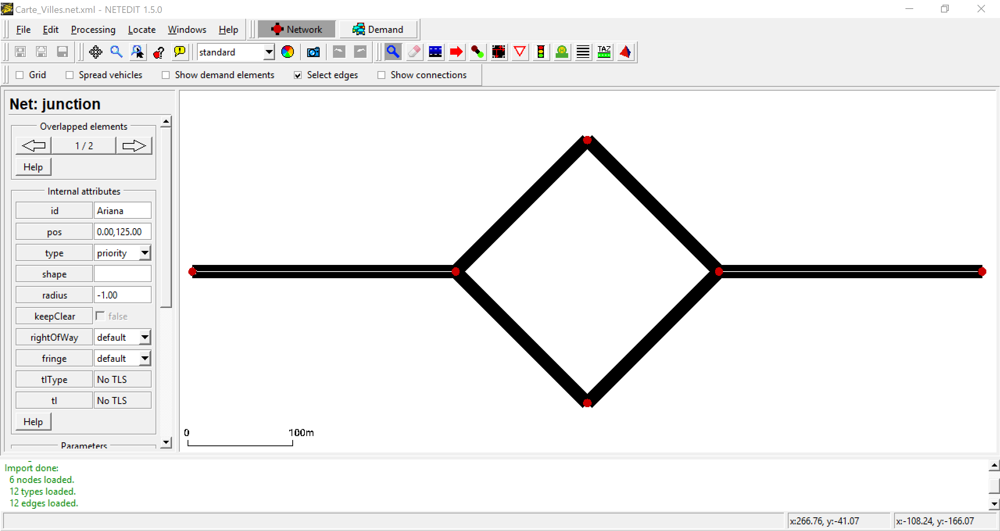 Carte_Villes.net.xml - NETEDIT 1.5.0
File Edit Processing Locate Windows Help Network Demand
standard H TAZ
Grid Spread vehicles Show demand elements Select edges Show connections
Net: junction
Overlapped elements
1 / 2
Help
Internal attributes
id Ariana
pos 0.00,125.00
type priority
shape
radius -1.00
keepClear false
rightOfWay default
fringe default
tlType No TLS
tl No TLS
Help
Parameters
0 100m
Import done:
6 nodes loaded.
12 types loaded.
12 edges loaded.
x:266.76, y:-41.07 x:-108.24, y:-166.07